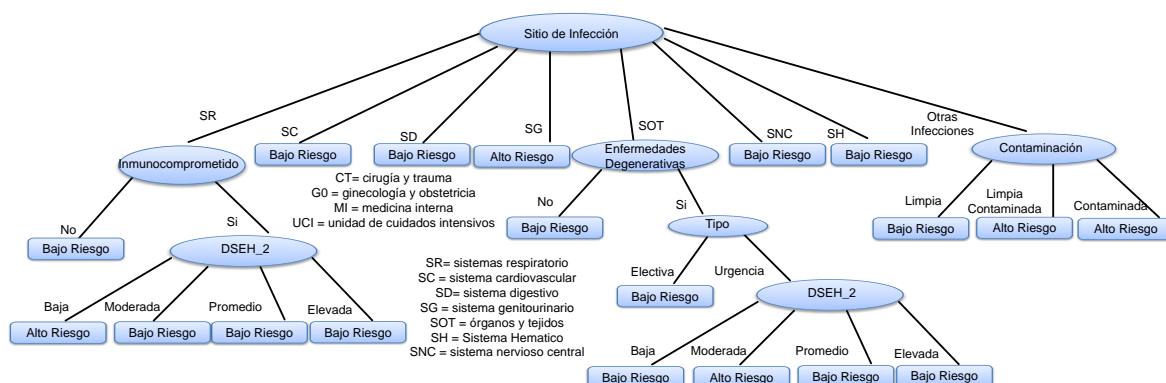 Sitio de Infección
SR
SC
SD
SG
SOT
SNC
SH
Otras
Infecciones
Inmunocomprometido
Bajo Riesgo
Bajo Riesgo
Alto Riesgo
Enfermedades
Degenerativas
Bajo Riesgo
Bajo Riesgo
Contaminación
CT= cirugía y trauma
G0= ginecología y obstetricia
MI = medicina interna
UCI = unidad de cuidados intensivos
No
Si
Bajo Riesgo
DSEH_2
No
Si
Bajo Riesgo
Tipo
Limpia
Limpia
Contaminada
Contaminada
Bajo Riesgo
Alto Riesgo
Alto Riesgo
SR= sistemas respiratorio
SC = sistema cardiovascular
SD= sistema digestivo
SG = sistema genitourinario
SOT = órganos y tejidos
SH = Sistema Hematico
SNC = sistema nervioso central
Baja
Moderada
Promedio
Elevada
Alto Riesgo
Bajo Riesgo
Bajo Riesgo
Bajo Riesgo
Electiva
Urgencia
Bajo Riesgo
DSEH_2
Baja
Moderada
Promedio
Elevada
Bajo Riesgo
Alto Riesgo
Bajo Riesgo
Bajo Riesgo